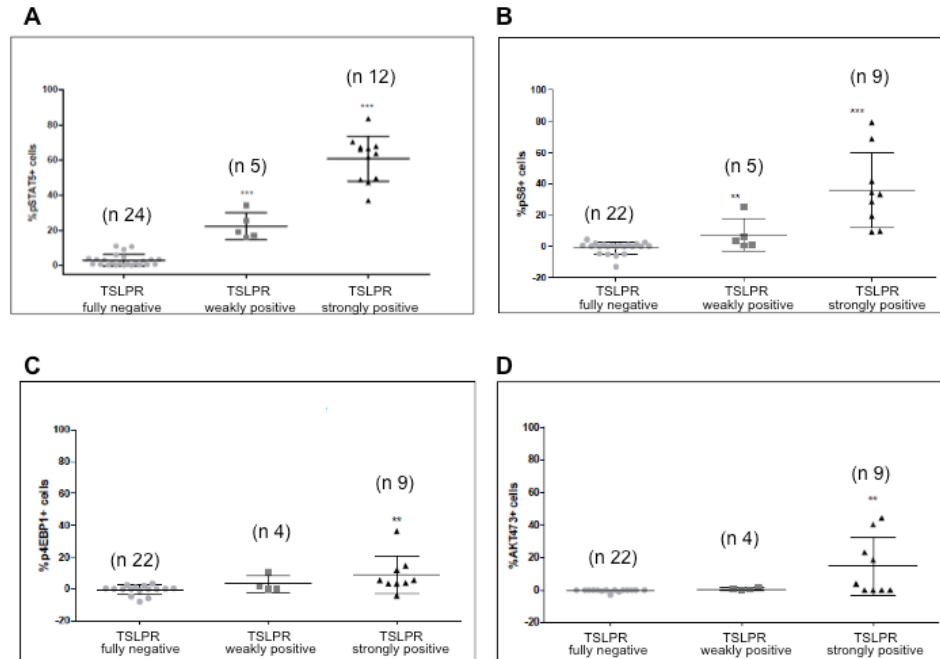 A
(n 12)
***
100
80
60
40
20
0
%pSTAT5+ cells
(n 5)
***
(n 24)
TSLPR
fully negative
TSLPR
weakly positive
TSLPR
strongly positive
B
(n 9)
***
100
80
60
40
20
0
-20
%pS6+ cells
(n 5)
**
(n 22)
TSLPR
fully negative
TSLPR
weakly positive
TSLPR
strongly positive
C
100
80
60
40
20
0
-20
%p4EBP1+ cells
(n 9)
**
(n 4)
(n 22)
TSLPR
fully negative
TSLPR
weakly positive
TSLPR
strongly positive
D
100
80
60
40
20
0
-20
%AKT473+ cells
(n 9)
**
(n 4)
(n 22)
TSLPR
fully negative
TSLPR
weakly positive
TSLPR
strongly positive